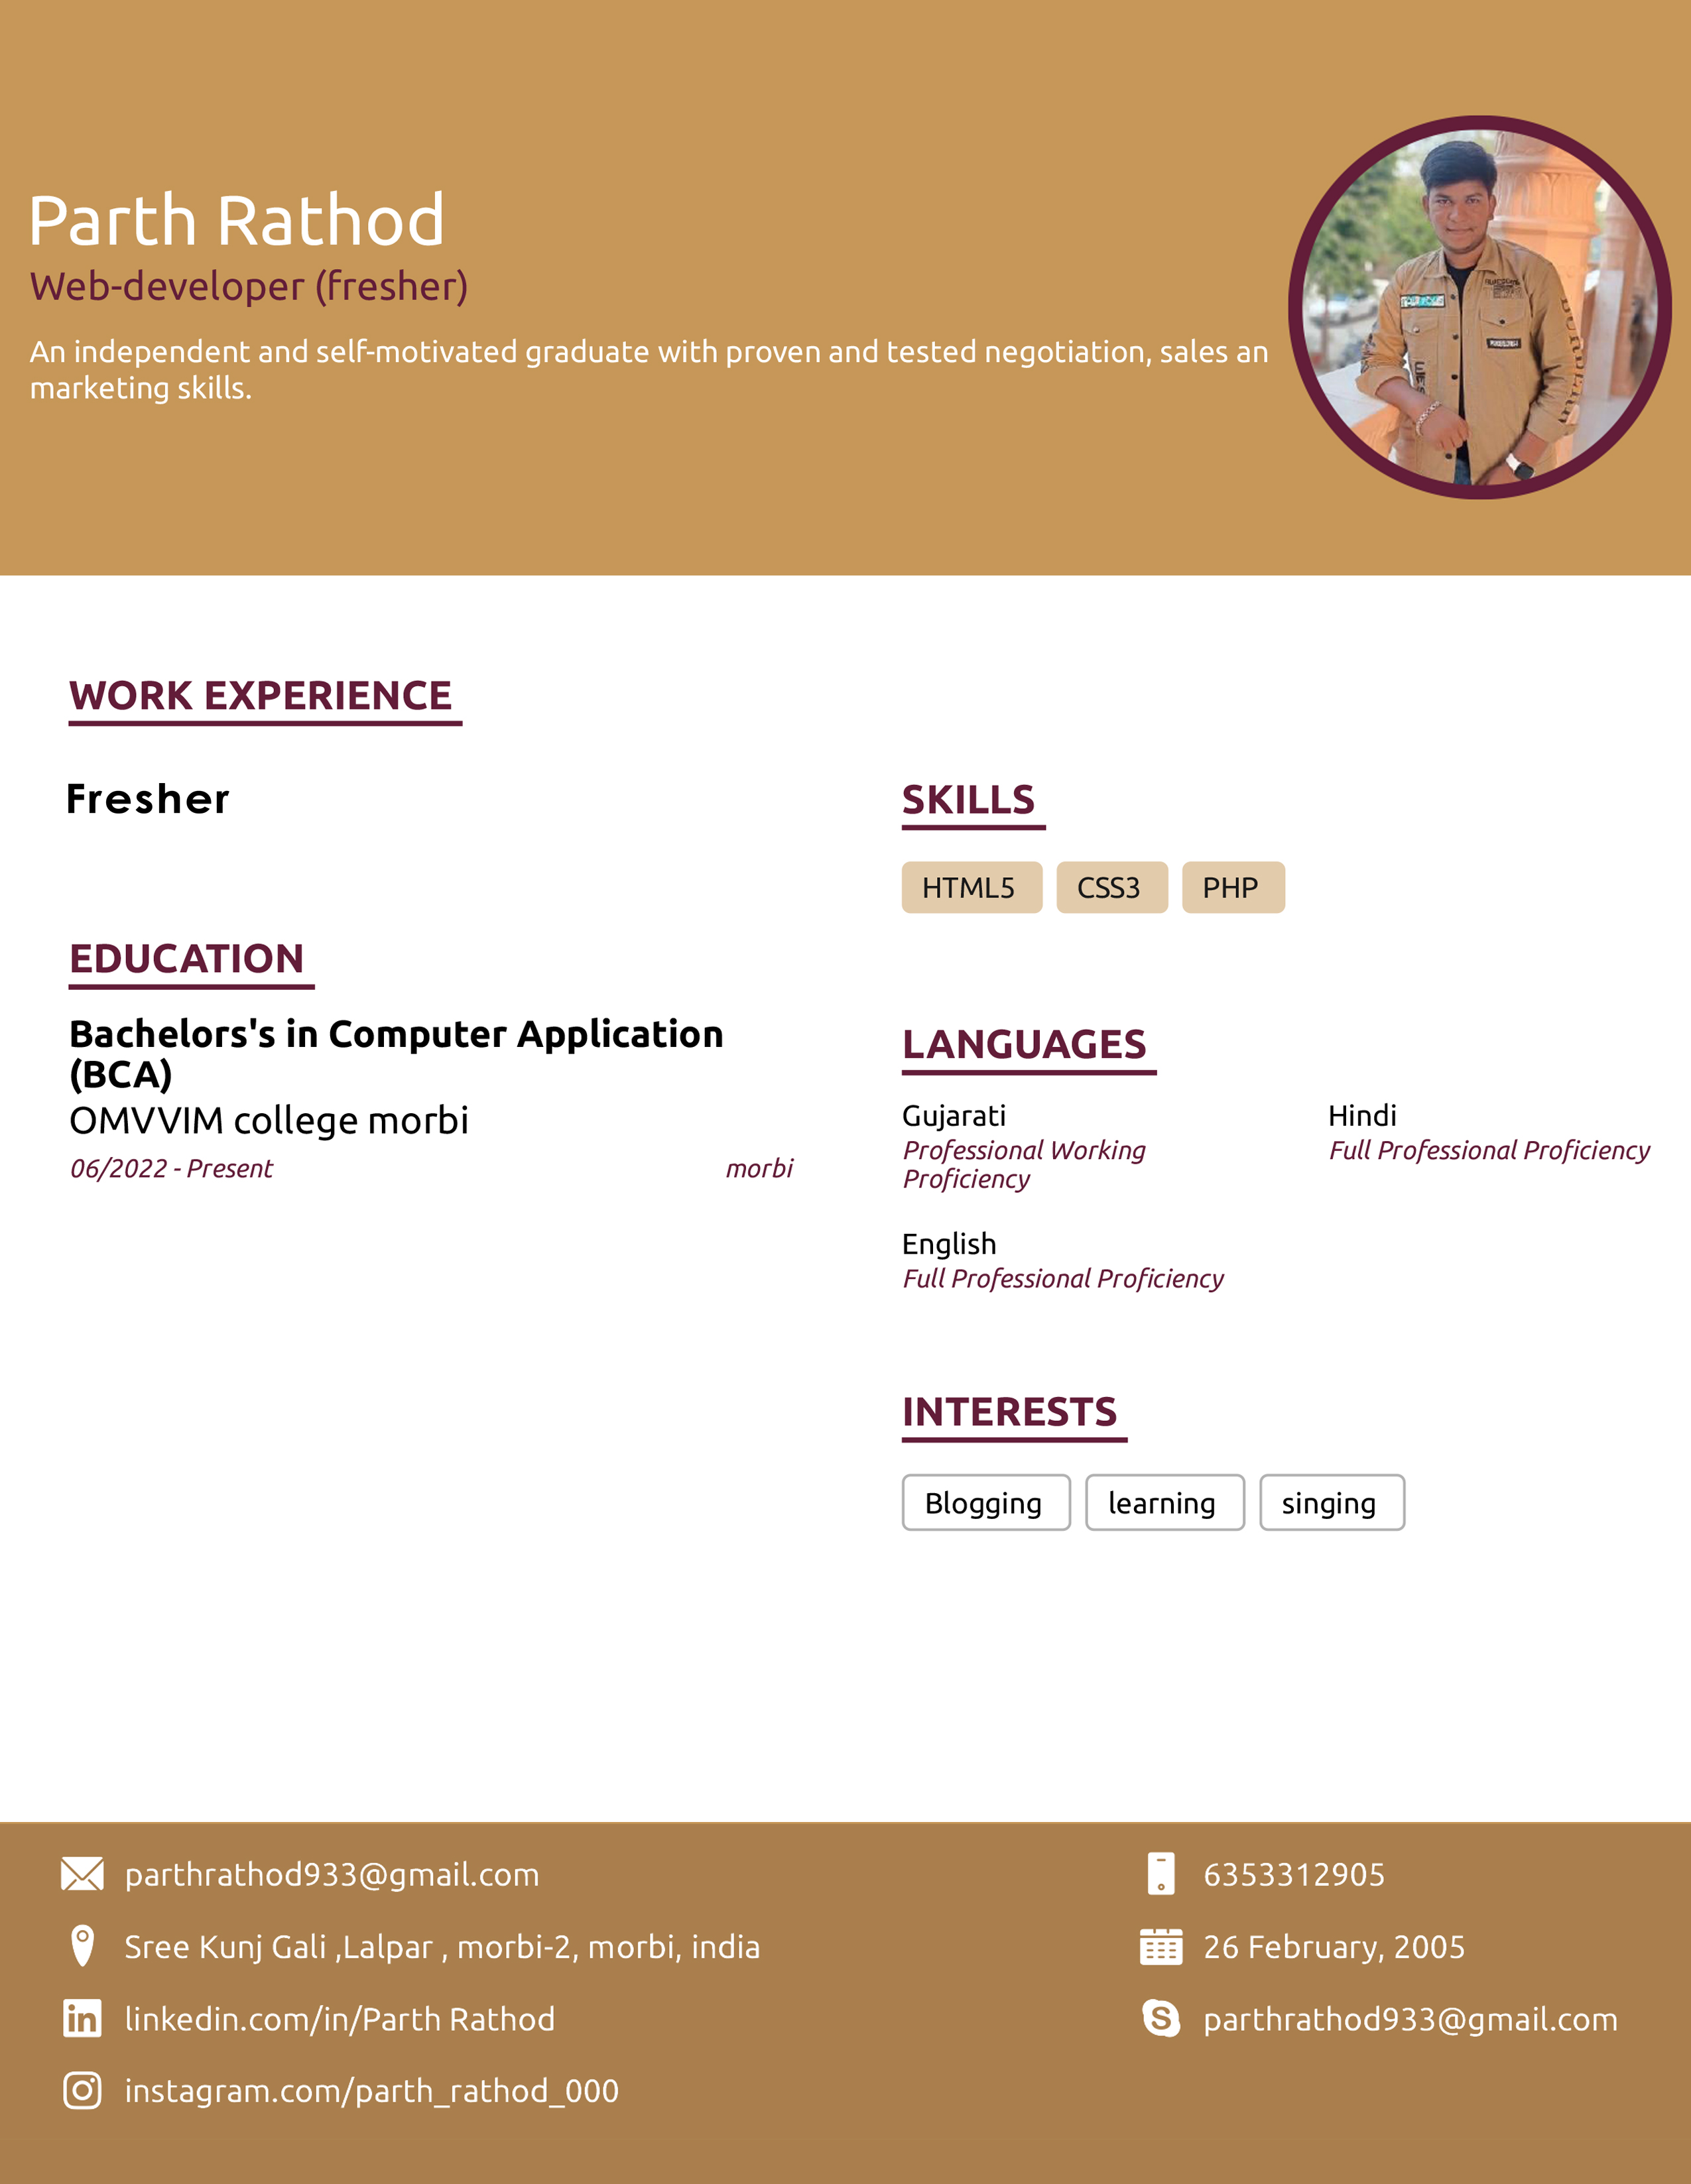 Parth Rathod
Web-developer (fresher)
An independent and self-motivated graduate with proven and tested negotiation, sales an
marketing skills.
WORK EXPERIENCE
Fresher
EDUCATION
Bachelors's in Computer Application
(BCA)
OMVVIM college morbi
06/2022 - Present morbi
SKILLS
HTML5 CSS3 PHP
LANGUAGES
Gujarati
Professional Working
Proficiency
Hindi
Full Professional Proficiency
English
Full Professional Proficiency
INTERESTS
Blogging learning singing
parthrathod933@gmail.com
Sree Kunj Gali ,Lalpar , morbi-2, morbi, india
linkedin.com/in/Parth Rathod
instagram.com/parth_rathod_000
6353312905
26 February, 2005
parthrathod933@gmail.com